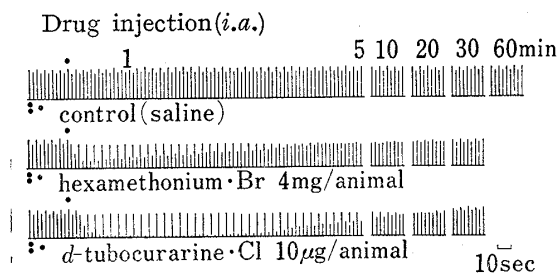 Drug injection(i.a.)
1 5 10 20 30 60min
control(saline)
hexamethonium·Br 4mg/animal
d-tubocurarine·Cl 10μg/animal
10sec